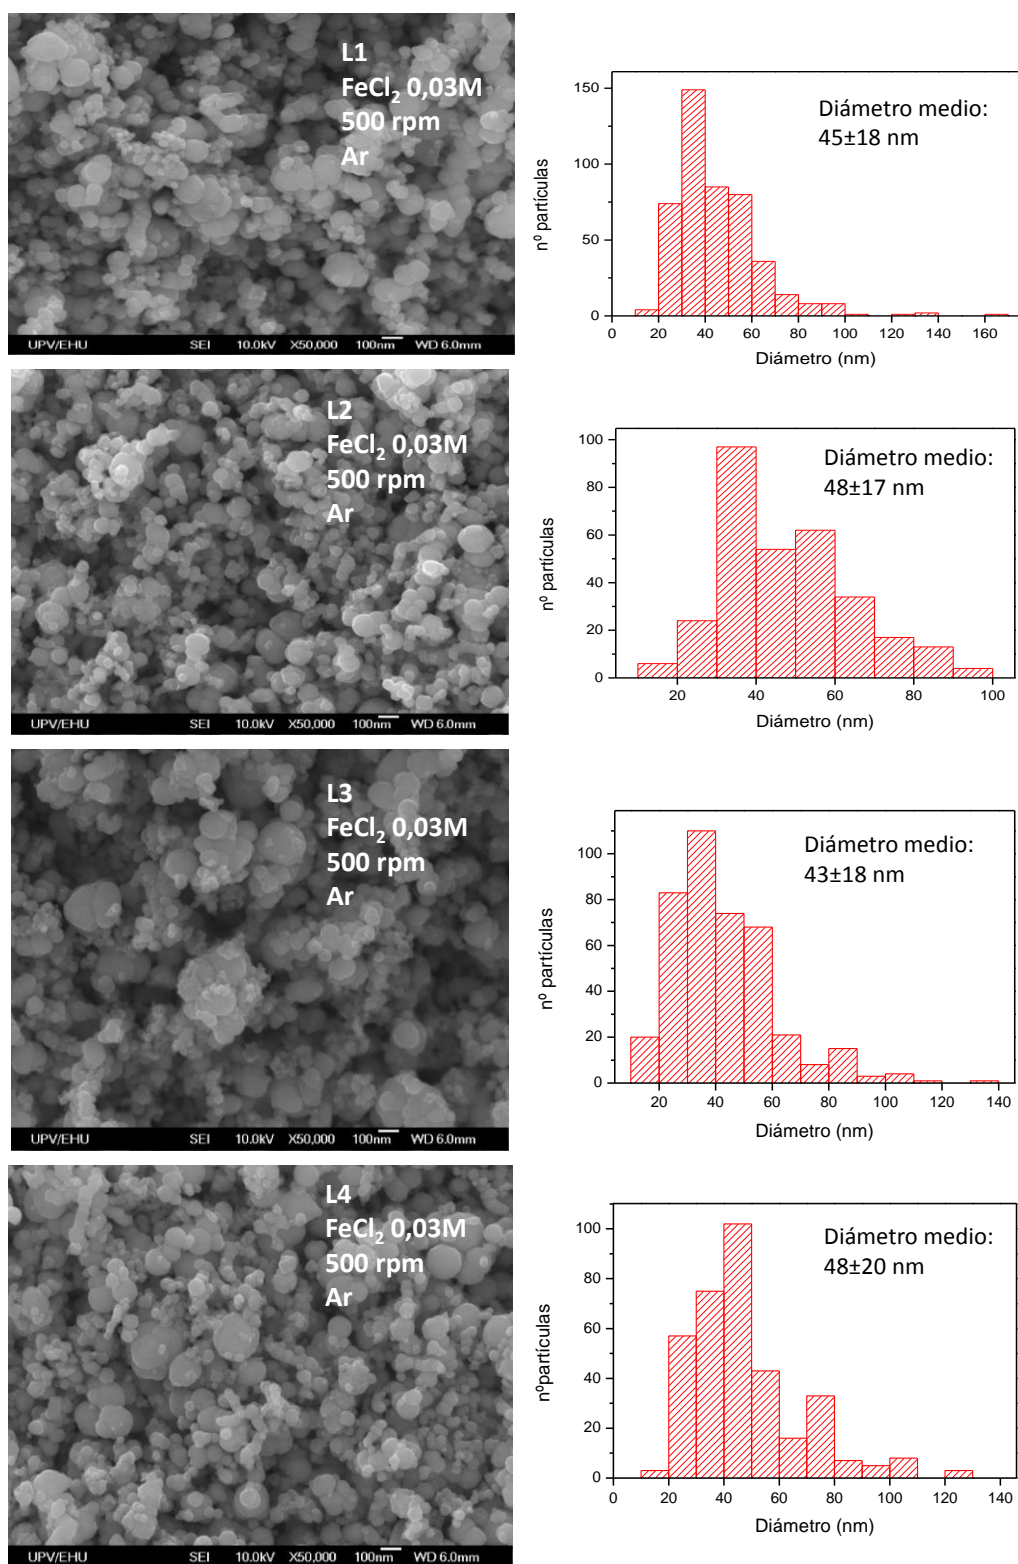 L1
FeCl₂ 0,03M
500 rpm
Ar
UPV/EHU SEI 10.0kV X50,000 100nm WD 6.0mm
Diámetro medio:
45±18 nm
nº partículas
150
100
50
0
0 20 40 60 80 100 120 140 160
Diámetro (nm)
L2
FeCl₂ 0,03M
500 rpm
Ar
UPV/EHU SEI 10.0kV X50,000 100nm WD 6.0mm
Diámetro medio:
48±17 nm
nº partículas
100
80
60
40
20
0
20 40 60 80 100
Diámetro (nm)
L3
FeCl₂ 0,03M
500 rpm
Ar
UPV/EHU SEI 10.0kV X50,000 100nm WD 6.0mm
Diámetro medio:
43±18 nm
nº partículas
100
80
60
40
20
0
20 40 60 80 100 120 140
Diámetro (nm)
L4
FeCl₂ 0,03M
500 rpm
Ar
UPV/EHU SEI 10.0kV X50,000 100nm WD 6.0mm
Diámetro medio:
48±20 nm
nºpartículas
100
80
60
40
20
0
0 20 40 60 80 100 120 140
Diámetro (nm)